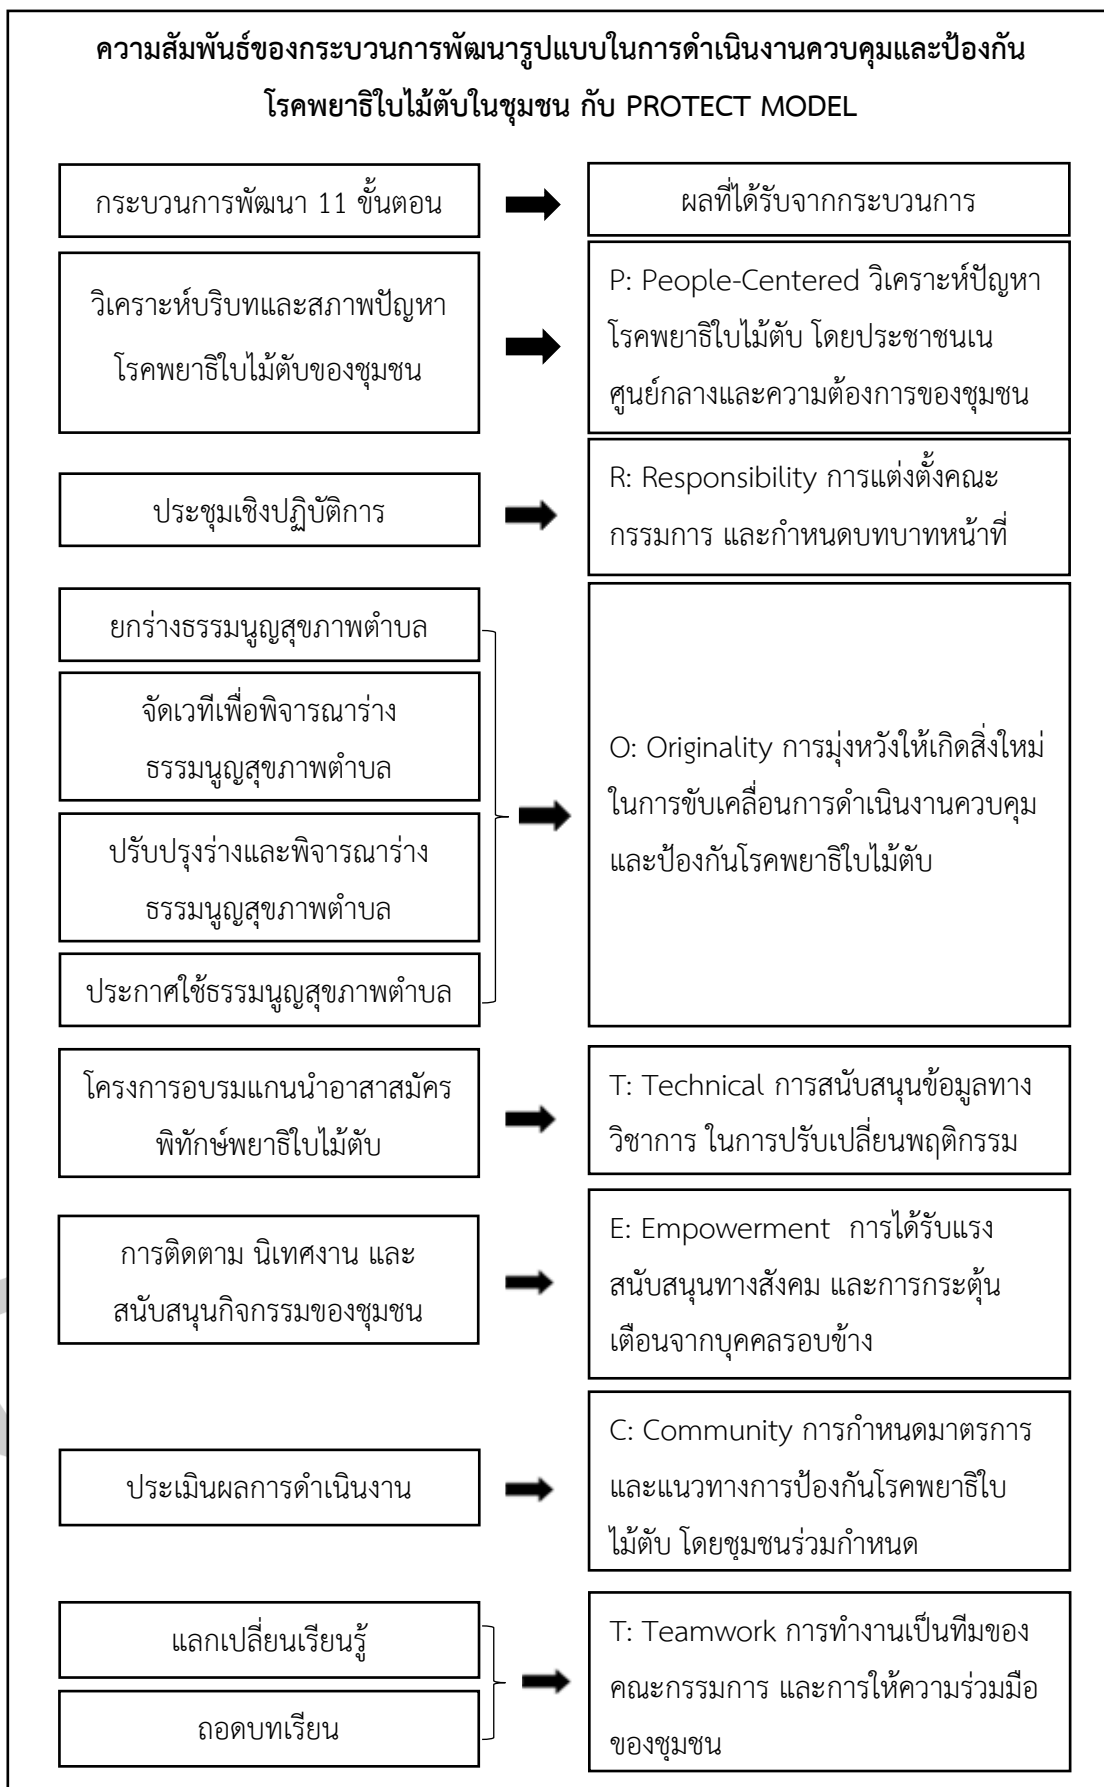 ความสัมพันธ์ของกระบวนการพัฒนารูปแบบในการดำเนินงานควบคุมและป้องกัน
โรคพยาธิใบไม้ตับในชุมชน กับ PROTECT MODEL
กระบวนการพัฒนา 11 ขั้นตอน
ผลที่ได้รับจากกระบวนการ
วิเคราะห์บริบทและสภาพปัญหา
โรคพยาธิใบไม้ตับของชุมชน
P: People-Centered วิเคราะห์ปัญหา
โรคพยาธิใบไม้ตับ โดยประชาชนเน
ศูนย์กลางและความต้องการของชุมชน
ประชุมเชิงปฏิบัติการ
R: Responsibility การแต่งตั้งคณะ
กรรมการ และกำหนดบทบาทหน้าที่
ยกร่างธรรมนูญสุขภาพตำบล
จัดเวทีเพื่อพิจารณาร่าง
ธรรมนูญสุขภาพตำบล
ปรับปรุงร่างและพิจารณาร่าง
ธรรมนูญสุขภาพตำบล
ประกาศใช้ธรรมนูญสุขภาพตำบล
O: Originality การมุ่งหวังให้เกิดสิ่งใหม่
ในการขับเคลื่อนการดำเนินงานควบคุม
และป้องกันโรคพยาธิใบไม้ตับ
โครงการอบรมแกนนำอาสาสมัคร
พิทักษ์พยาธิใบไม้ตับ
T: Technical การสนับสนุนข้อมูลทาง
วิชาการ ในการปรับเปลี่ยนพฤติกรรม
การติดตาม นิเทศงาน และ
สนับสนุนกิจกรรมของชุมชน
E: Empowerment การได้รับแรง
สนับสนุนทางสังคม และการกระตุ้น
เตือนจากบุคคลรอบข้าง
ประเมินผลการดำเนินงาน
C: Community การกำหนดมาตรการ
และแนวทางการป้องกันโรคพยาธิใบ
ไม้ตับ โดยชุมชนร่วมกำหนด
แลกเปลี่ยนเรียนรู้
ถอดบทเรียน
T: Teamwork การทำงานเป็นทีมของ
คณะกรรมการ และการให้ความร่วมมือ
ของชุมชน